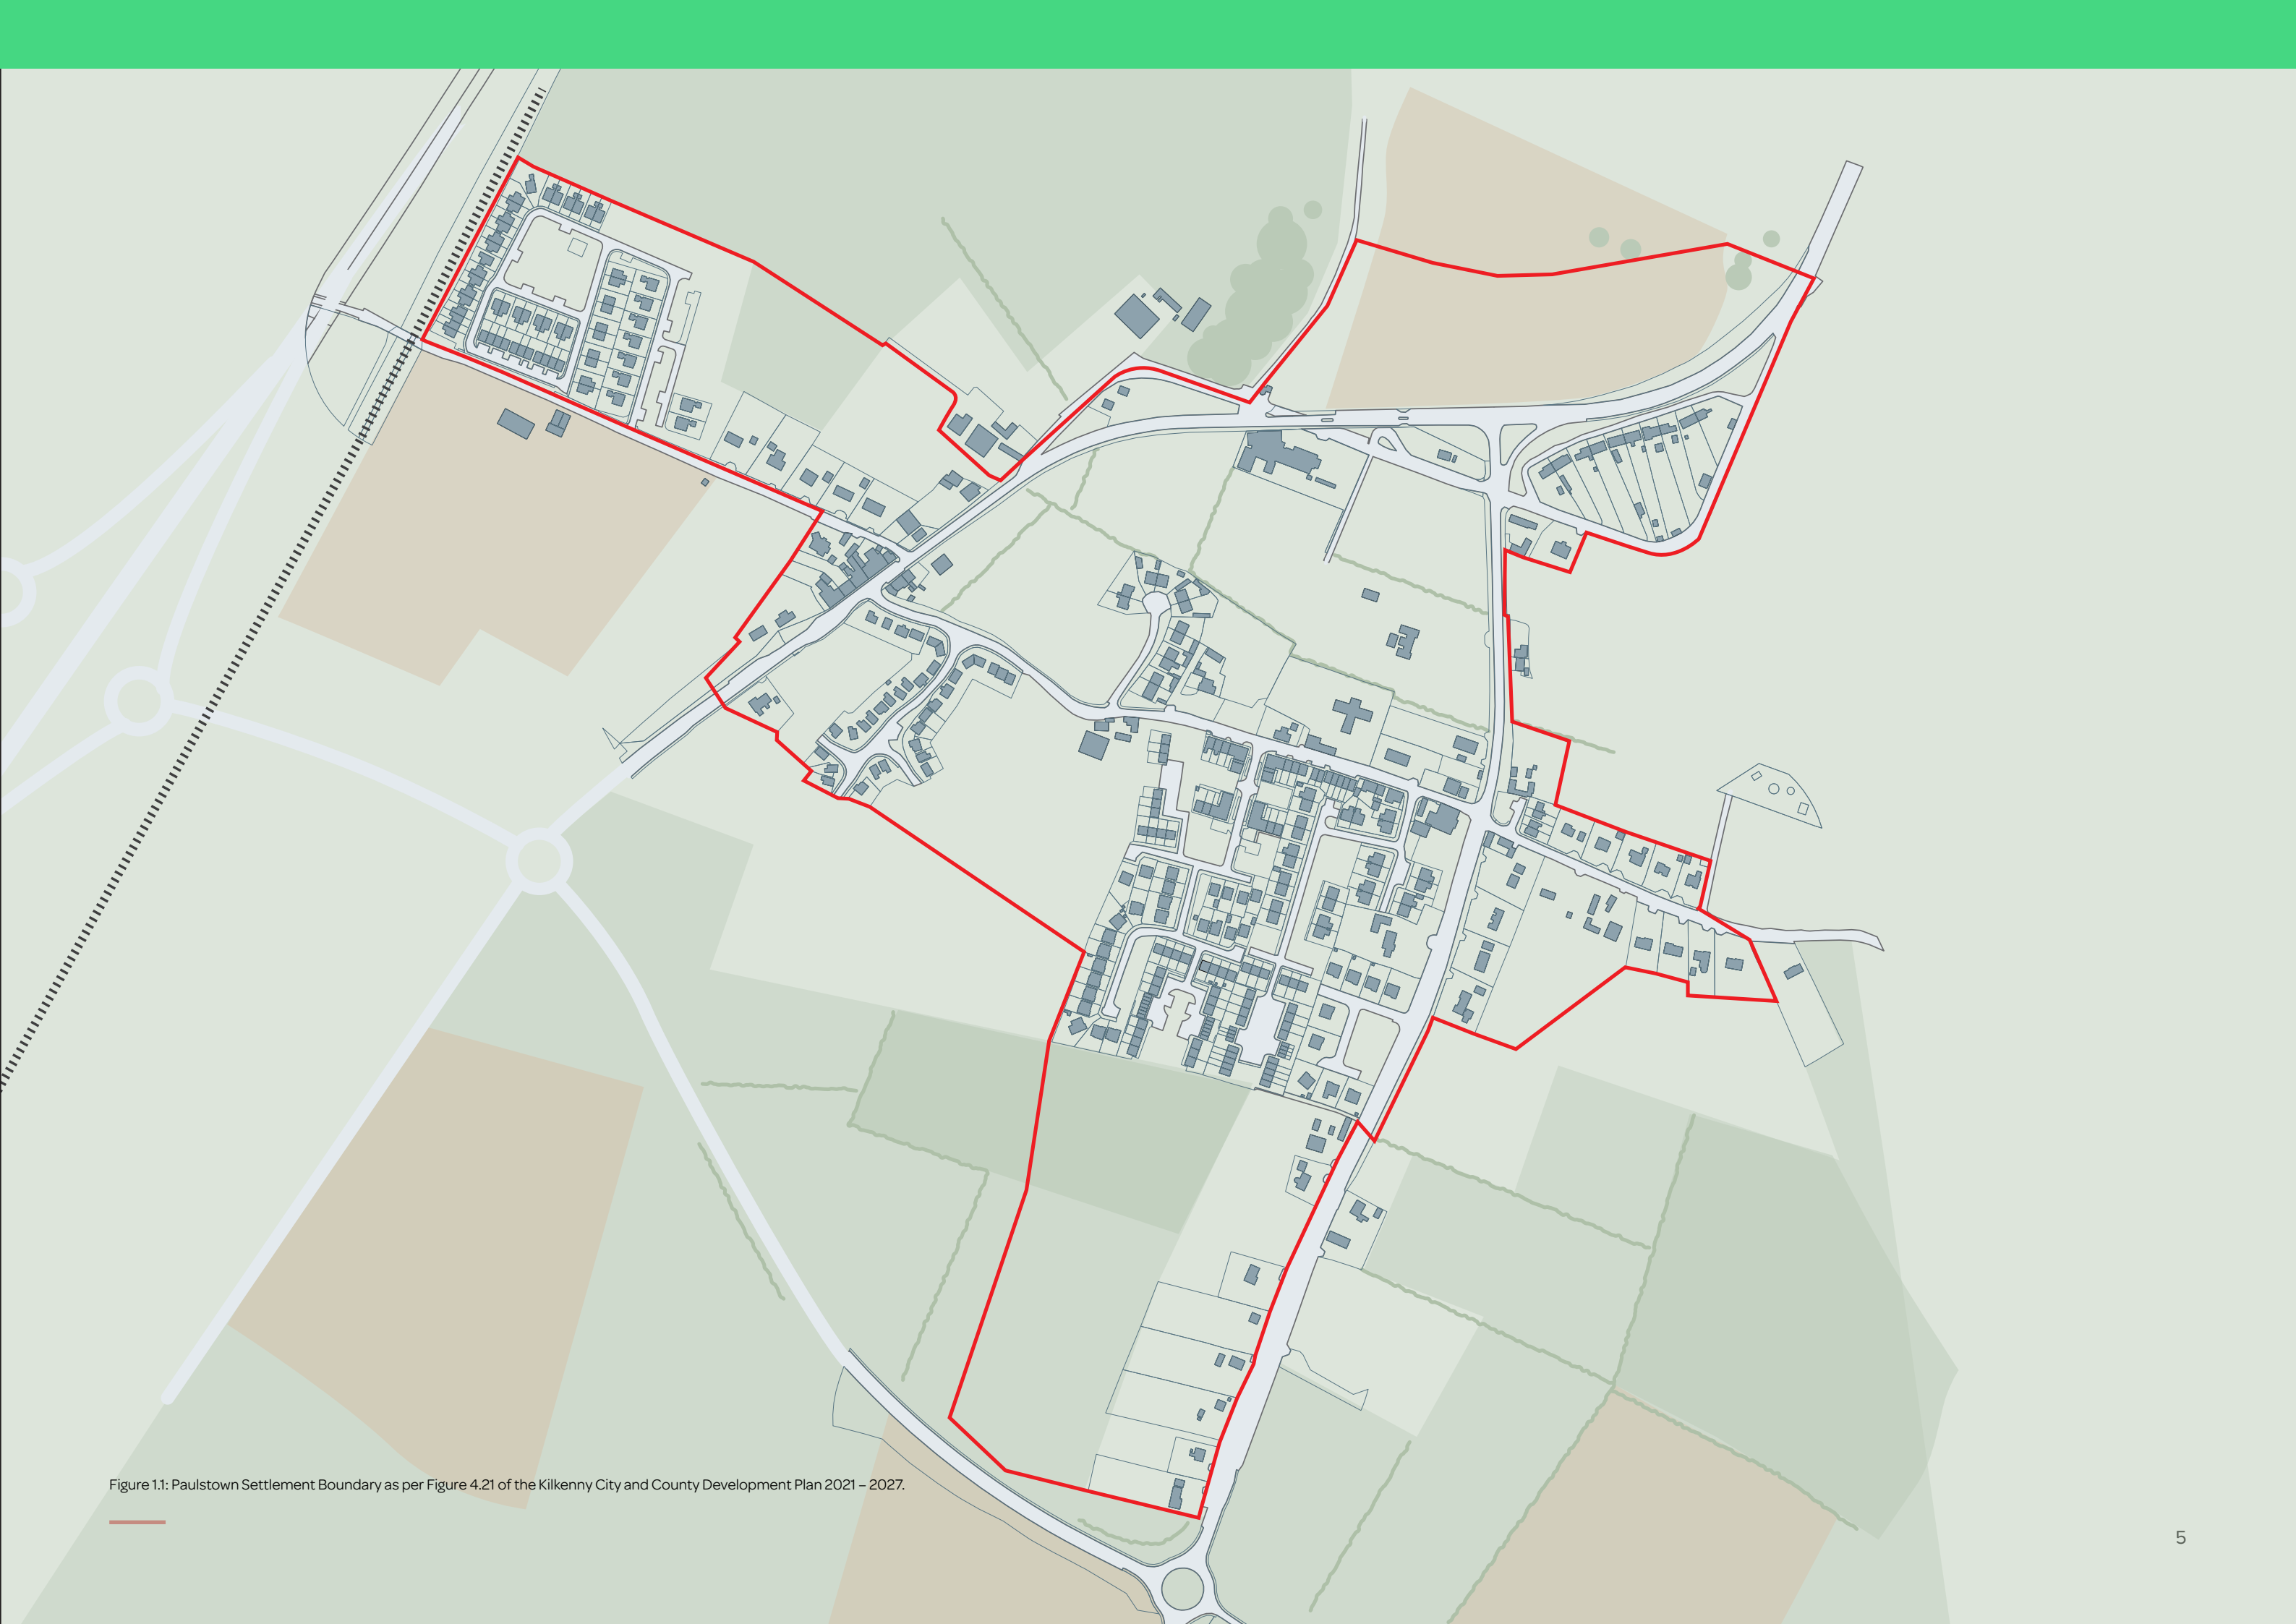 Figure 1.1: Paulstown Settlement Boundary as per Figure 4.21 of the Kilkenny City and County Development Plan 2021 – 2027.
5